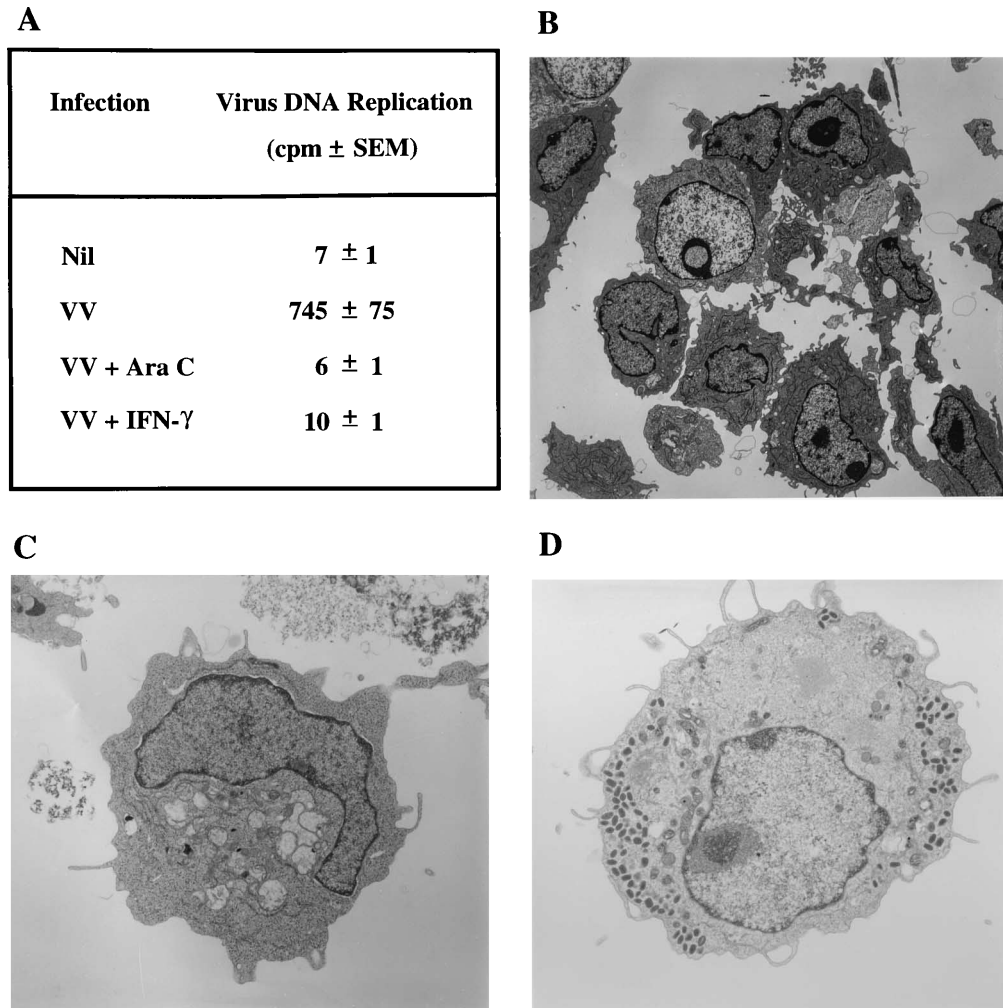 A
Infection Virus DNA Replication
(cpm ± SEM)
Nil 7 ± 1
VV 745 ± 75
VV + Ara C 6 ± 1
VV + IFN-γ 10 ± 1
B
C
D